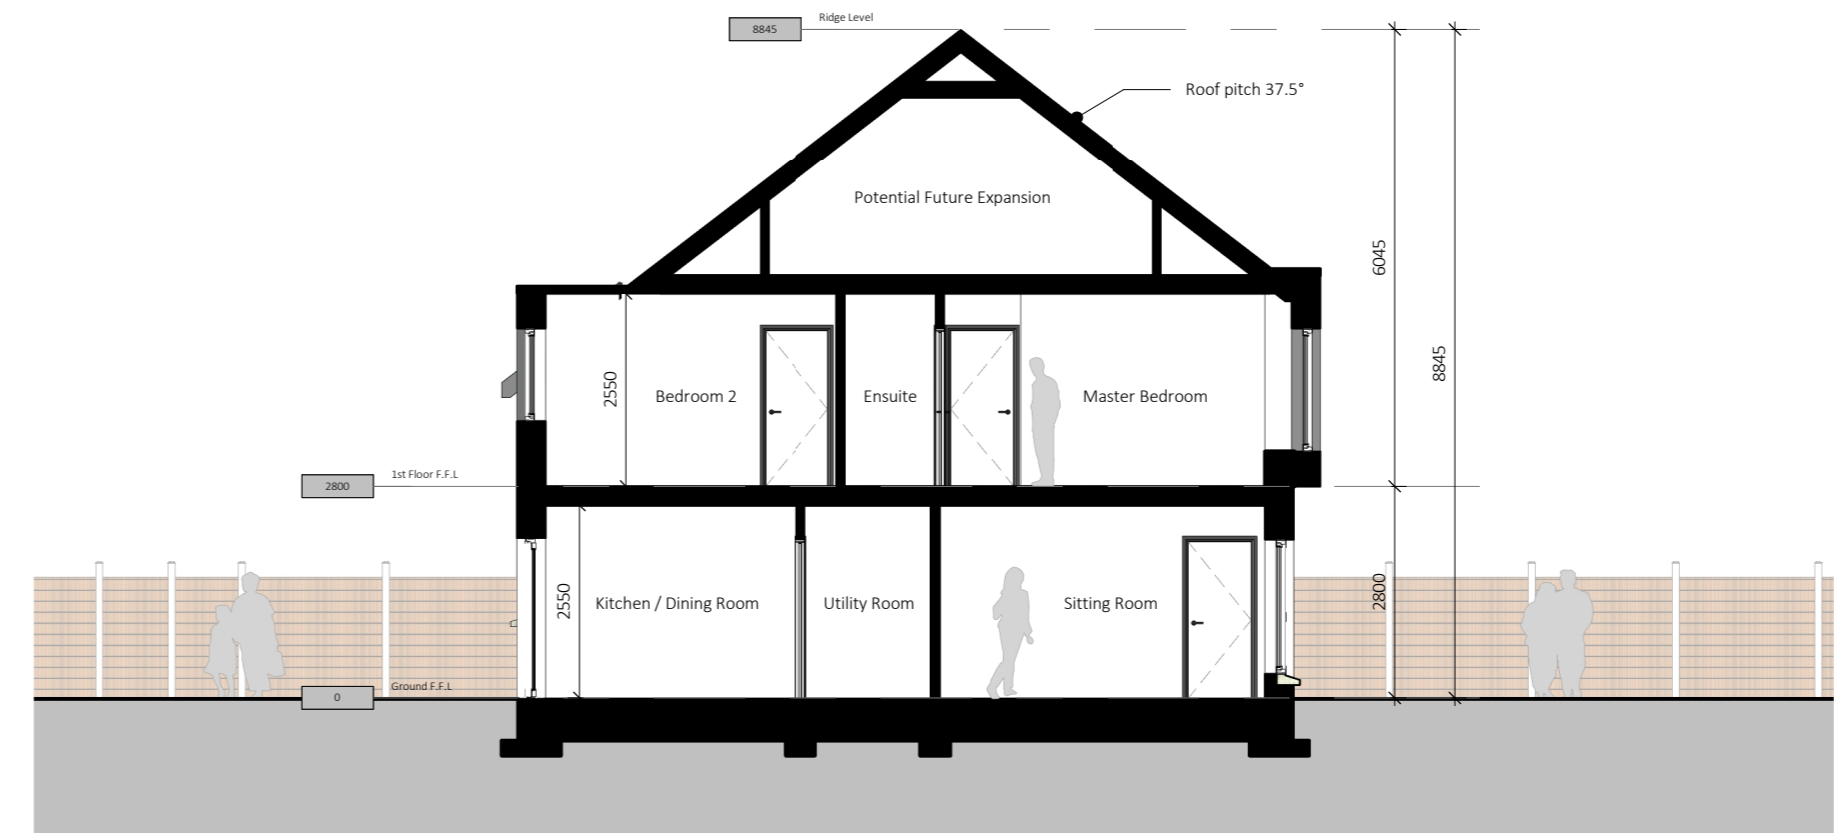 Ridge Level
8845
Roof pitch 37.5°
Potential Future Expansion
6045
8845
2550
Bedroom 2
Ensuite
Master Bedroom
1st Floor F.F.L
2800
2550
Kitchen / Dining Room
Utility Room
Sitting Room
2800
Ground F.F.L
0